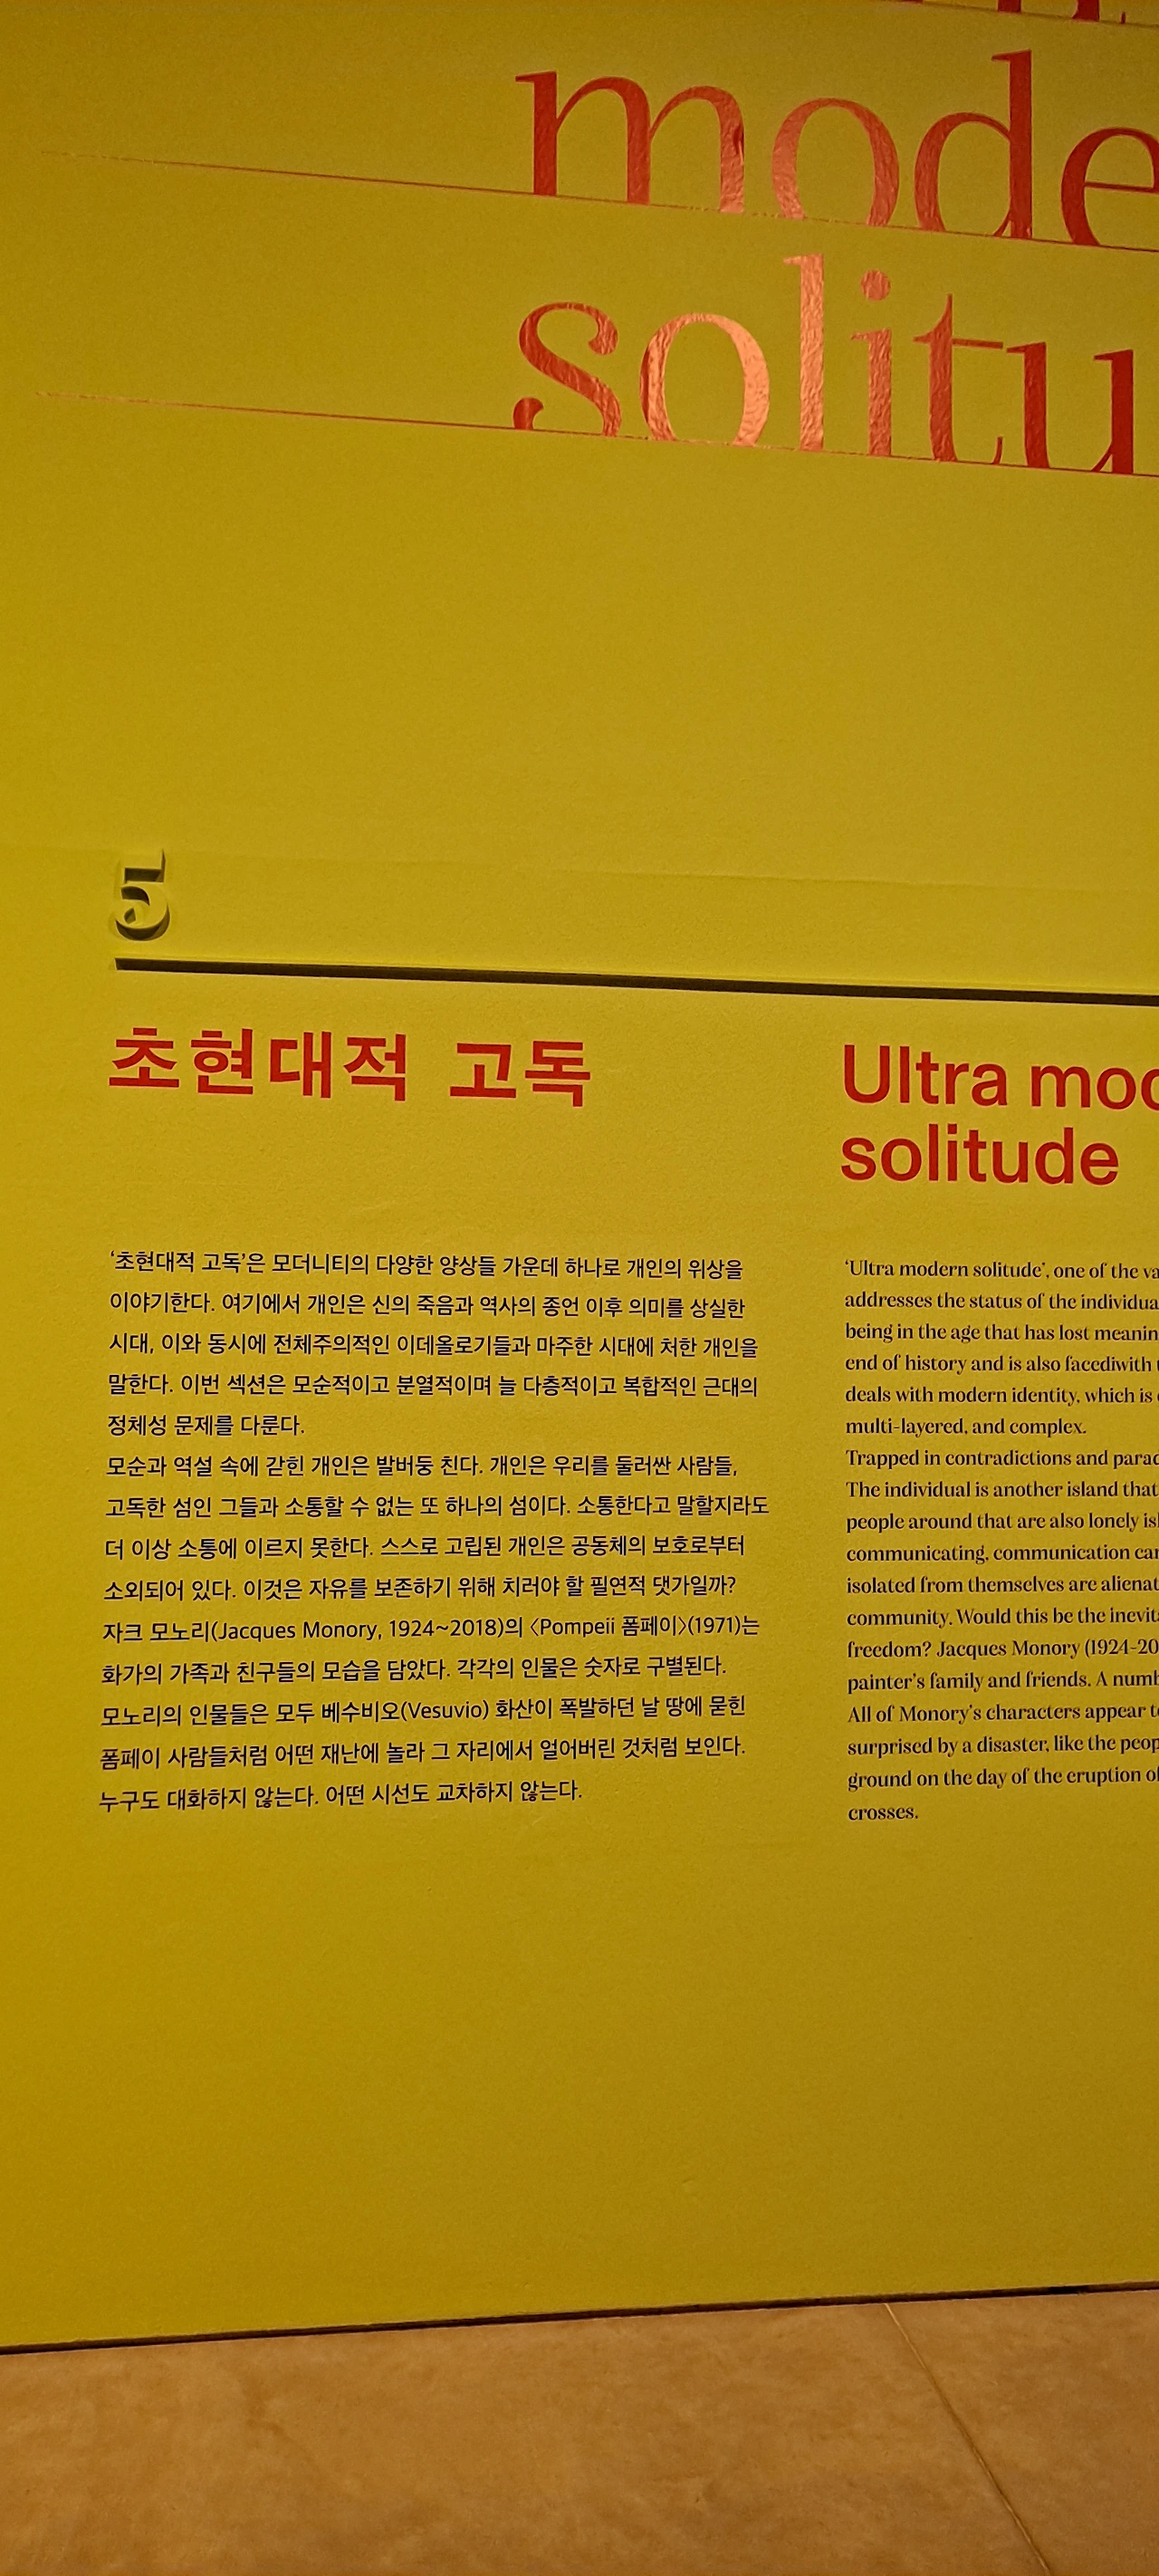 mode
solitu
5
초현대적 고독
‘초현대적 고독’은 모더니티의 다양한 양상들 가운데 하나로 개인의 위상을
이야기한다. 여기에서 개인은 신의 죽음과 역사의 종언 이후 의미를 상실한
시대, 이와 동시에 전체주의적인 이데올로기들과 마주한 시대에 처한 개인을
말한다. 이번 섹션은 모순적이고 분열적이며 늘 다층적이고 복합적인 근대의
정체성 문제를 다룬다.
모순과 역설 속에 갇힌 개인은 발버둥 친다. 개인은 우리를 둘러싼 사람들,
고독한 섬인 그들과 소통할 수 없는 또 하나의 섬이다. 소통한다고 말할지라도
더 이상 소통에 이르지 못한다. 스스로 고립된 개인은 공동체의 보호로부터
소외되어 있다. 이것은 자유를 보존하기 위해 치러야 할 필연적 댓가일까?
자크 모노리(Jacques Monory, 1924~2018)의 〈Pompeii 폼페이〉(1971)는
화가의 가족과 친구들의 모습을 담았다. 각각의 인물은 숫자로 구별된다.
모노리의 인물들은 모두 베수비오(Vesuvio) 화산이 폭발하던 날 땅에 묻힌
폼페이 사람들처럼 어떤 재난에 놀라 그 자리에서 얼어버린 것처럼 보인다.
누구도 대화하지 않는다. 어떤 시선도 교차하지 않는다.
Ultra mod
solitude
‘Ultra modern solitude’, one of the va
addresses the status of the individua
being in the age that has lost meanin
end of history and is also facediwith t
deals with modern identity, which is
multi-layered, and complex.
Trapped in contradictions and parad
The individual is another island that
people around that are also lonely isl
communicating, communication can
isolated from themselves are alienat
community. Would this be the inevita
freedom? Jacques Monory (1924-20
painter’s family and friends. A numb
All of Monory’s characters appear to
surprised by a disaster, like the peop
ground on the day of the eruption of
crosses.